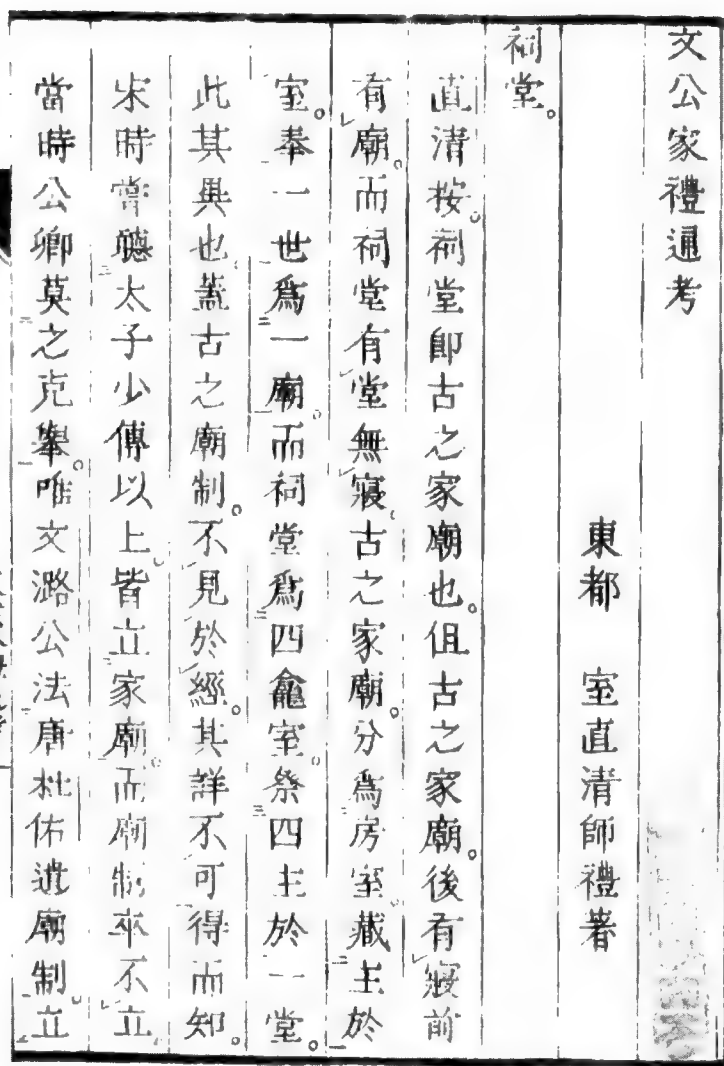 文公家禮通考
東都　室直清師禮著
祠堂。
直清按。祠堂卽古之家廟也。但古之家廟。後有寢前
有廟。而祠堂有堂無寢。古之家廟。分爲房室。藏主於
室。奉一世爲一廟。而祠堂爲四龕室。祭四主於一堂。
此其異也。蓋古之廟制。不見於經。其詳不可得而知。
宋時嘗聽太子少傅以上。皆立家廟。而廟制卒不立。
當時公卿莫之克舉。唯文潞公法唐杜佑遺廟制。立